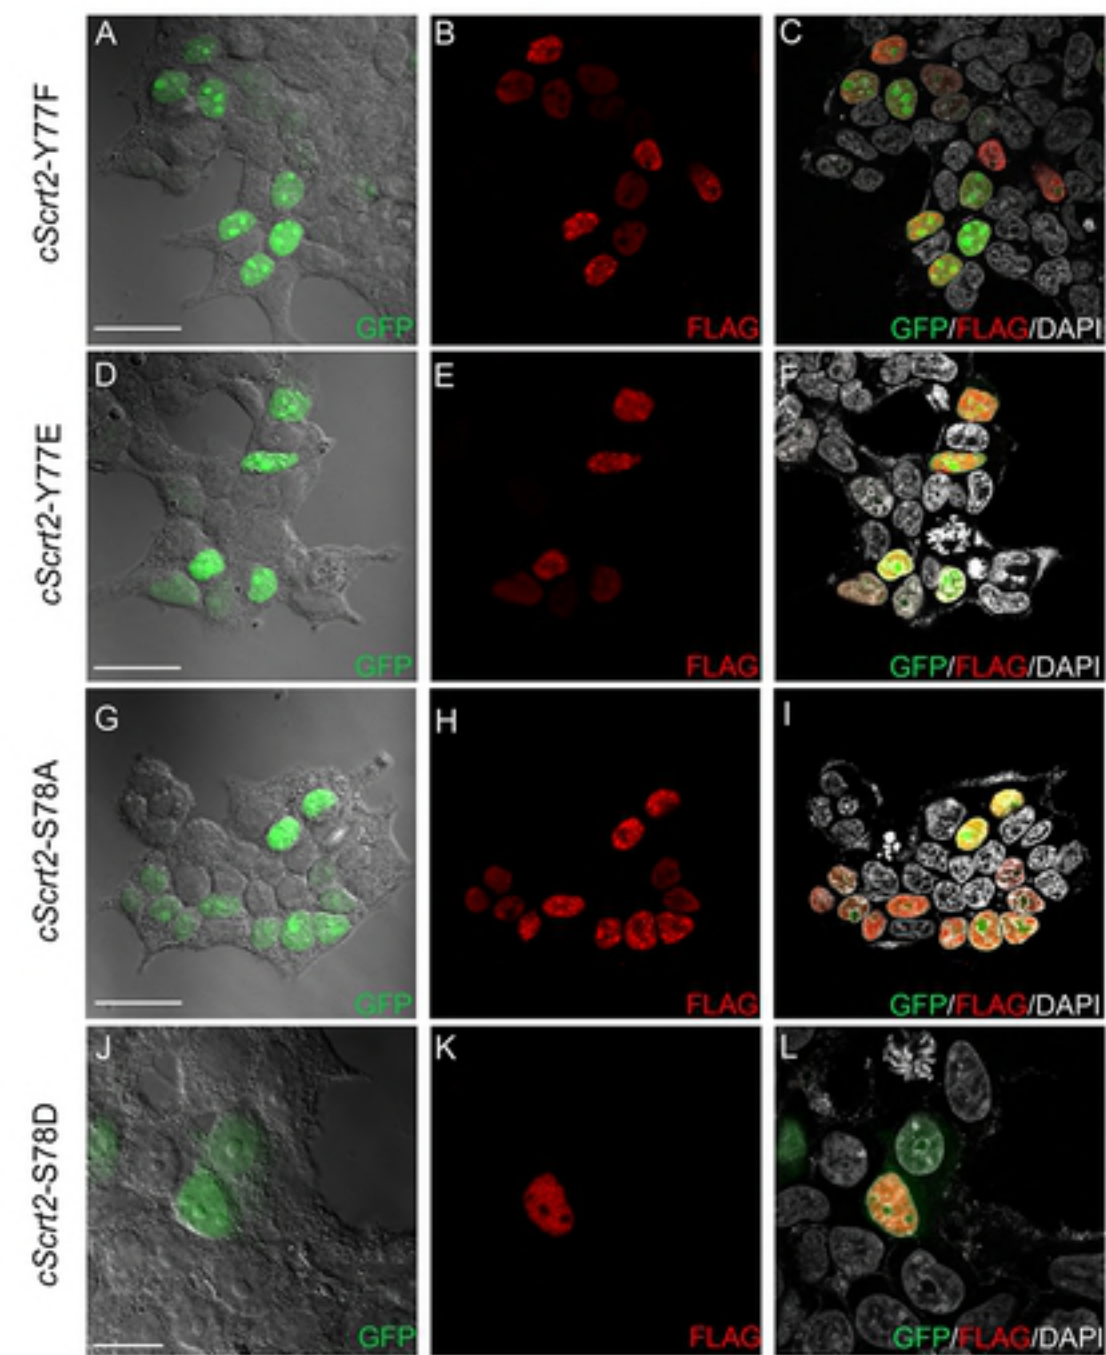 cScrt2-Y77F
A
GFP
B
FLAG
C
GFP/FLAG/DAPI
cScrt2-Y77E
D
GFP
E
FLAG
F
GFP/FLAG/DAPI
cScrt2-S78A
G
GFP
H
FLAG
I
GFP/FLAG/DAPI
cScrt2-S78D
J
GFP
K
FLAG
L
GFP/FLAG/DAPI